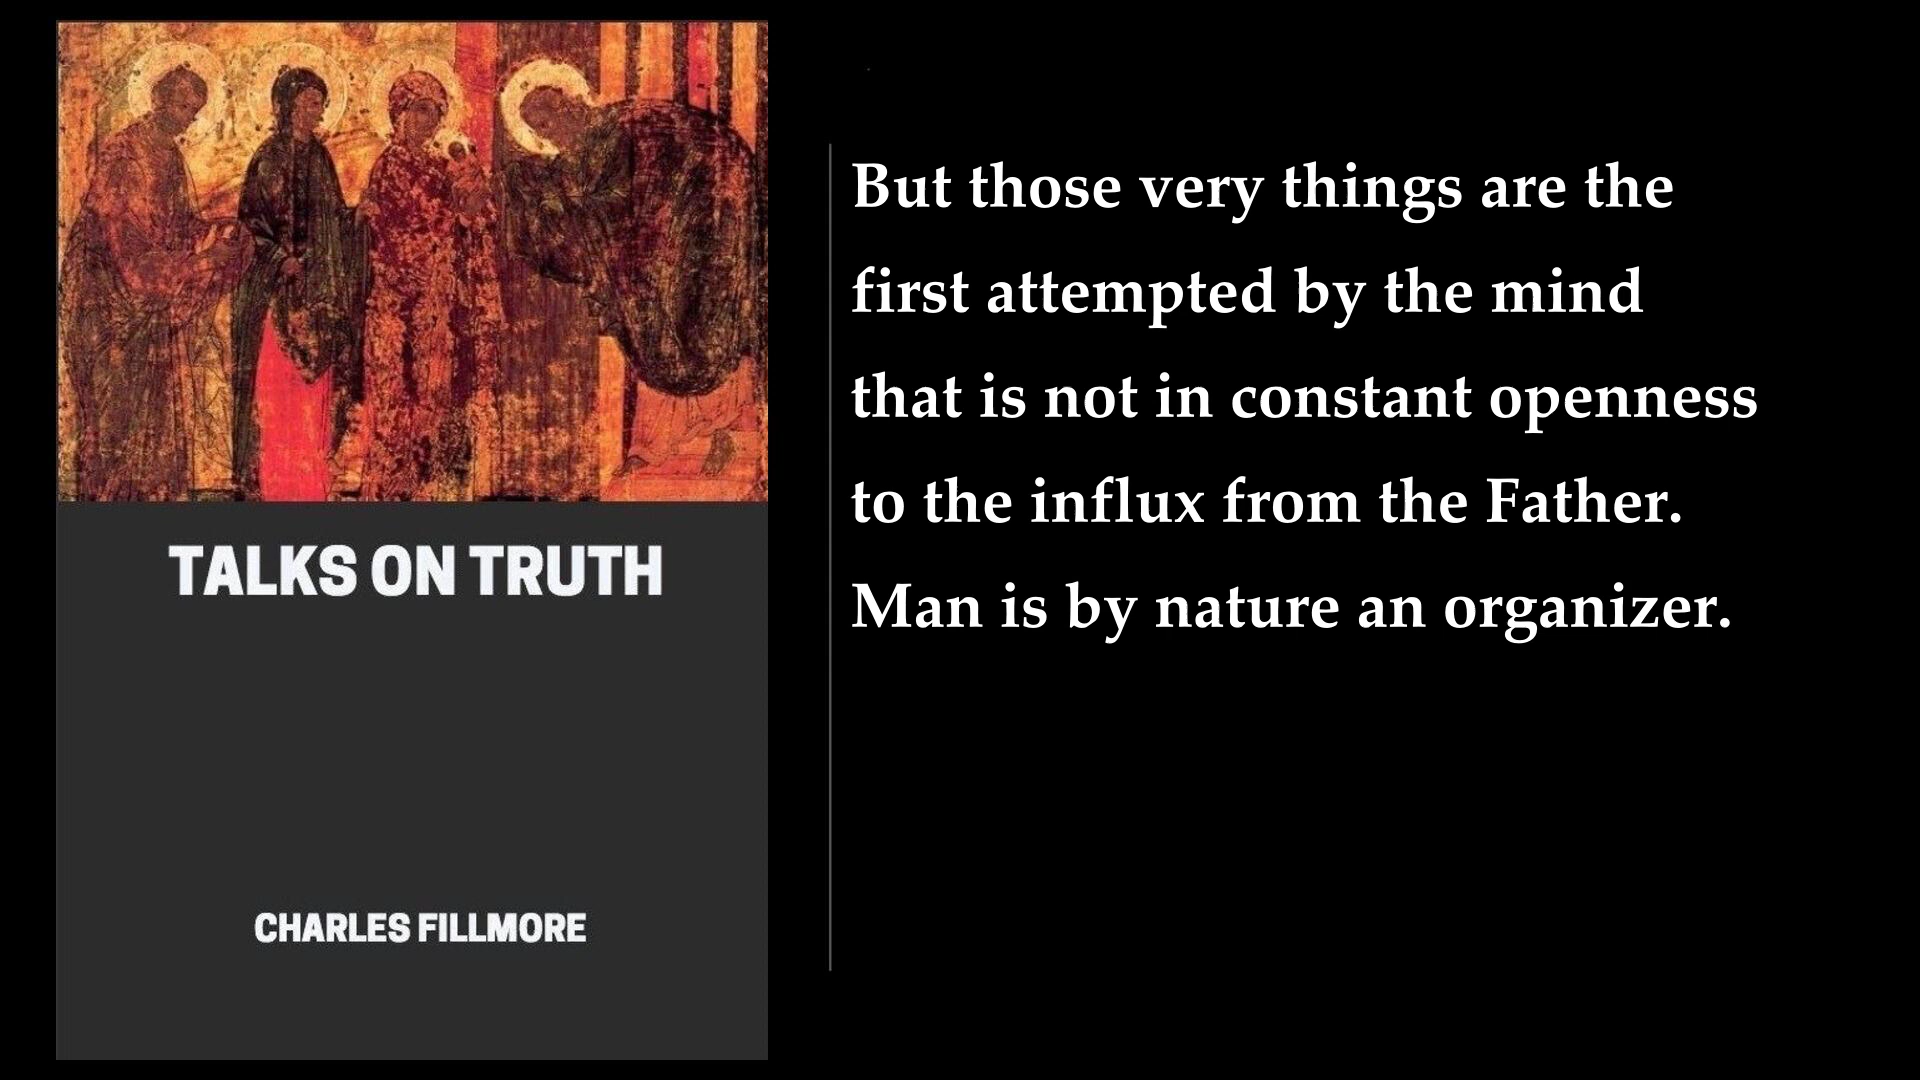 TALKS ON TRUTH
CHARLES FILLMORE
But those very things are the
first attempted by the mind
that is not in constant openness
to the influx from the Father.
Man is by nature an organizer.